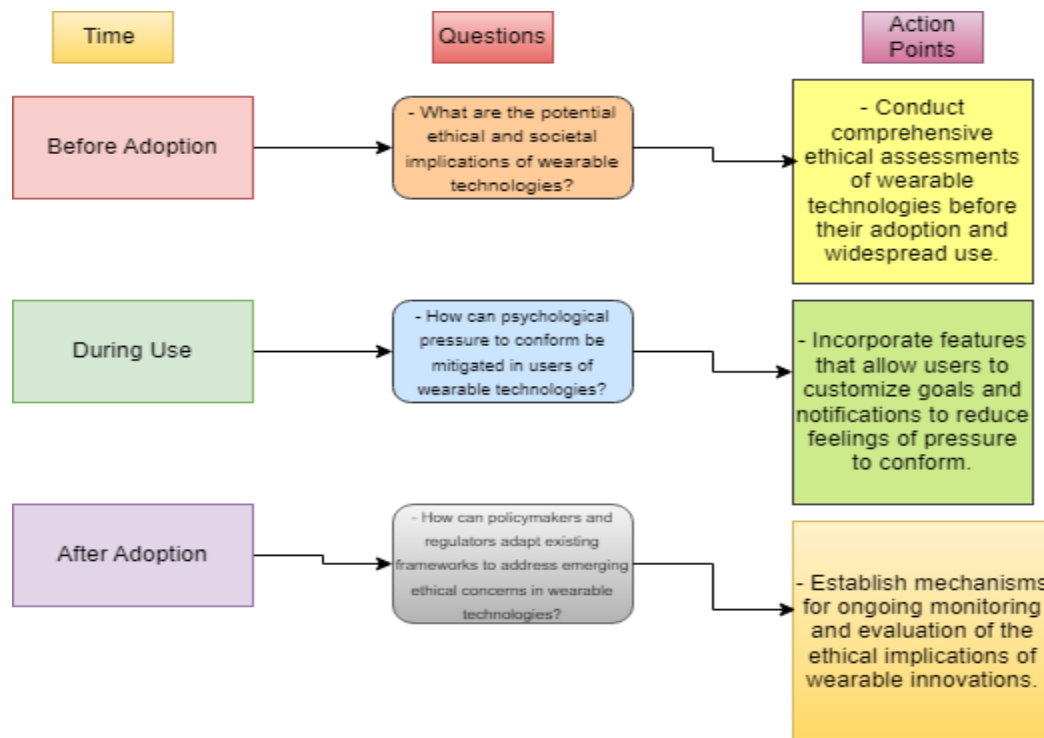 Time
Questions
Action
Points
Before Adoption
- What are the potential
ethical and societal
implications of wearable
technologies?
- Conduct
comprehensive
ethical assessments
of wearable
technologies before
their adoption and
widespread use.
During Use
- How can psychological
pressure to conform be
mitigated in users of
wearable technologies?
- Incorporate features
that allow users to
customize goals and
notifications to reduce
feelings of pressure
to conform.
After Adoption
- How can policymakers and
regulators adapt existing
frameworks to address emerging
ethical concerns in wearable
technologies?
- Establish mechanisms
for ongoing monitoring
and evaluation of the
ethical implications of
wearable innovations.